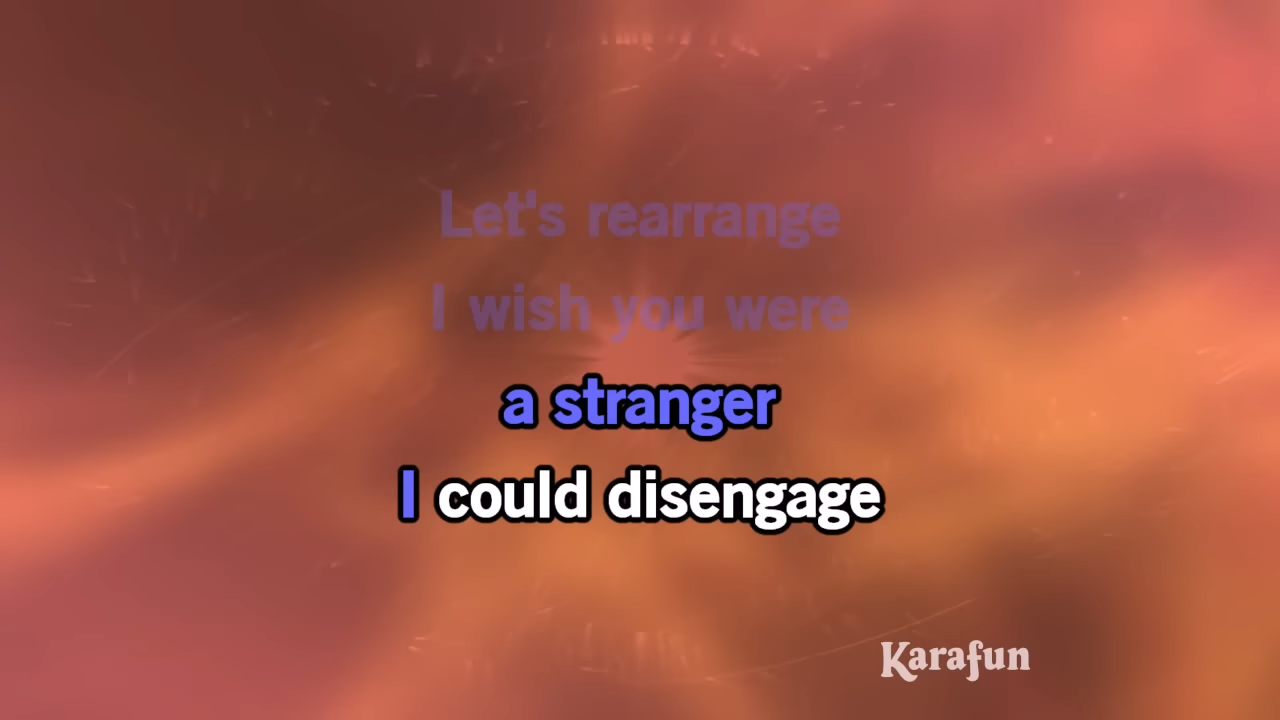 Let's rearrange
I wish you were
a stranger
I could disengage
Karafun